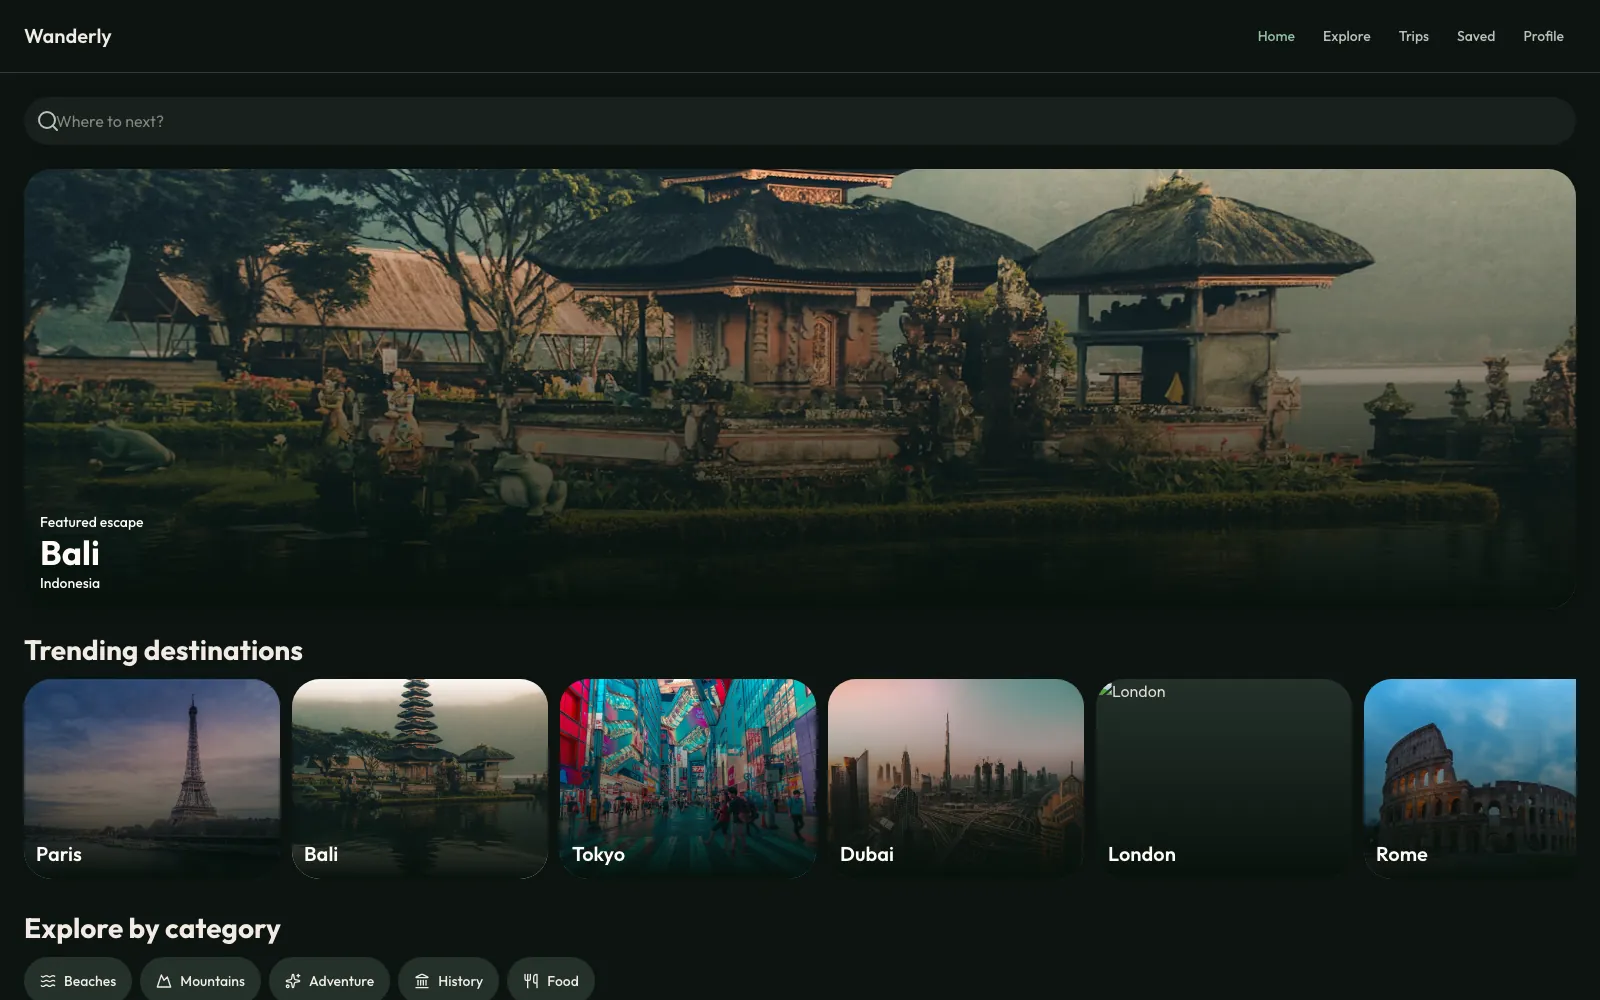 Wanderly
Home Explore Trips Saved Profile
Where to next?
Featured escape
Bali
Indonesia
Trending destinations
London
Paris
Bali
Tokyo
Dubai
London
Rome
Explore by category
Beaches Mountains Adventure History Food